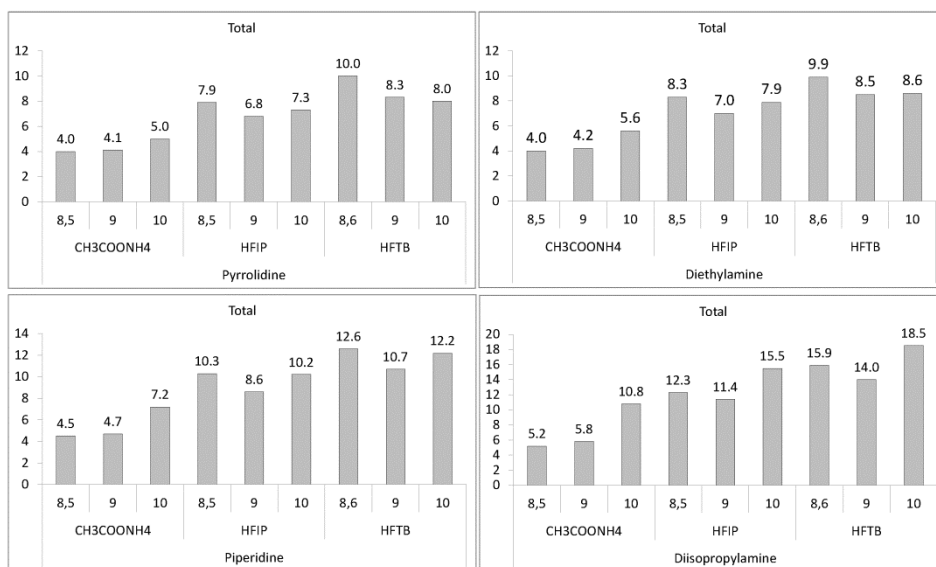 Total
12
10
8
6
4
2
0
4.0 4.1 5.0 7.9 6.8 7.3 10.0 8.3 8.0
8,5 9 10 8,5 9 10 8,6 9 10
CH3COONH4 HFIP HFTB
Pyrrolidine
Total
12
10
8
6
4
2
0
4.0 4.2 5.6 8.3 7.0 7.9 9.9 8.5 8.6
8,5 9 10 8,5 9 10 8,6 9 10
CH3COONH4 HFIP HFTB
Diethylamine
Total
14
12
10
8
6
4
2
0
4.5 4.7 7.2 10.3 8.6 10.2 12.6 10.7 12.2
8,5 9 10 8,5 9 10 8,6 9 10
CH3COONH4 HFIP HFTB
Piperidine
Total
20
18
16
14
12
10
8
6
4
2
0
5.2 5.8 10.8 12.3 11.4 15.5 15.9 14.0 18.5
8,5 9 10 8,5 9 10 8,6 9 10
CH3COONH4 HFIP HFTB
Diisopropylamine